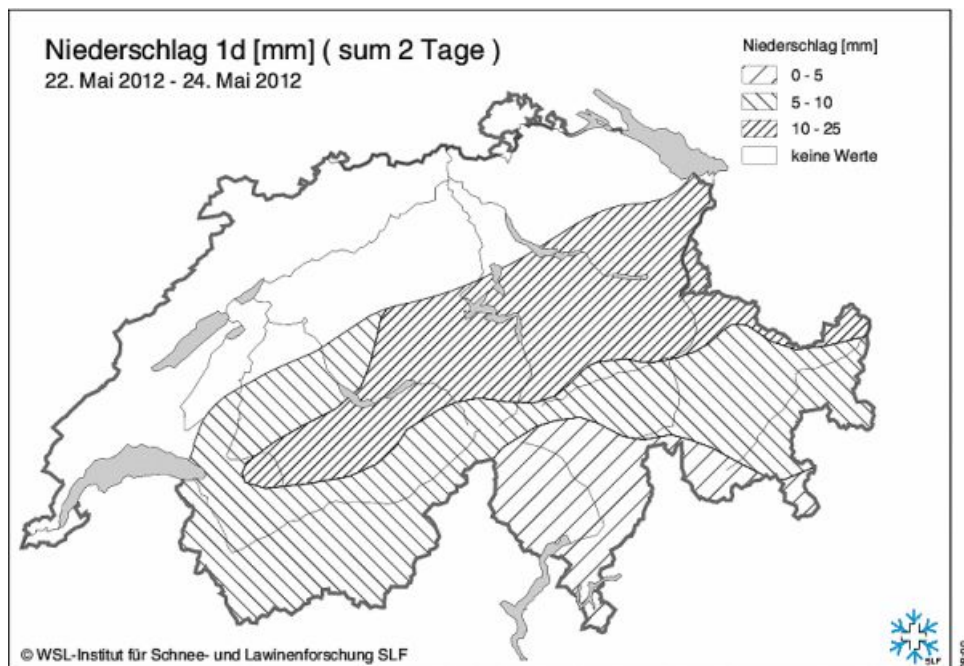 Niederschlag 1d [mm] ( sum 2 Tage )
22. Mai 2012 - 24. Mai 2012
Niederschlag [mm]
0 - 5
5 - 10
10 - 25
keine Werte
© WSL-Institut für Schnee- und Lawinenforschung SLF
SLF